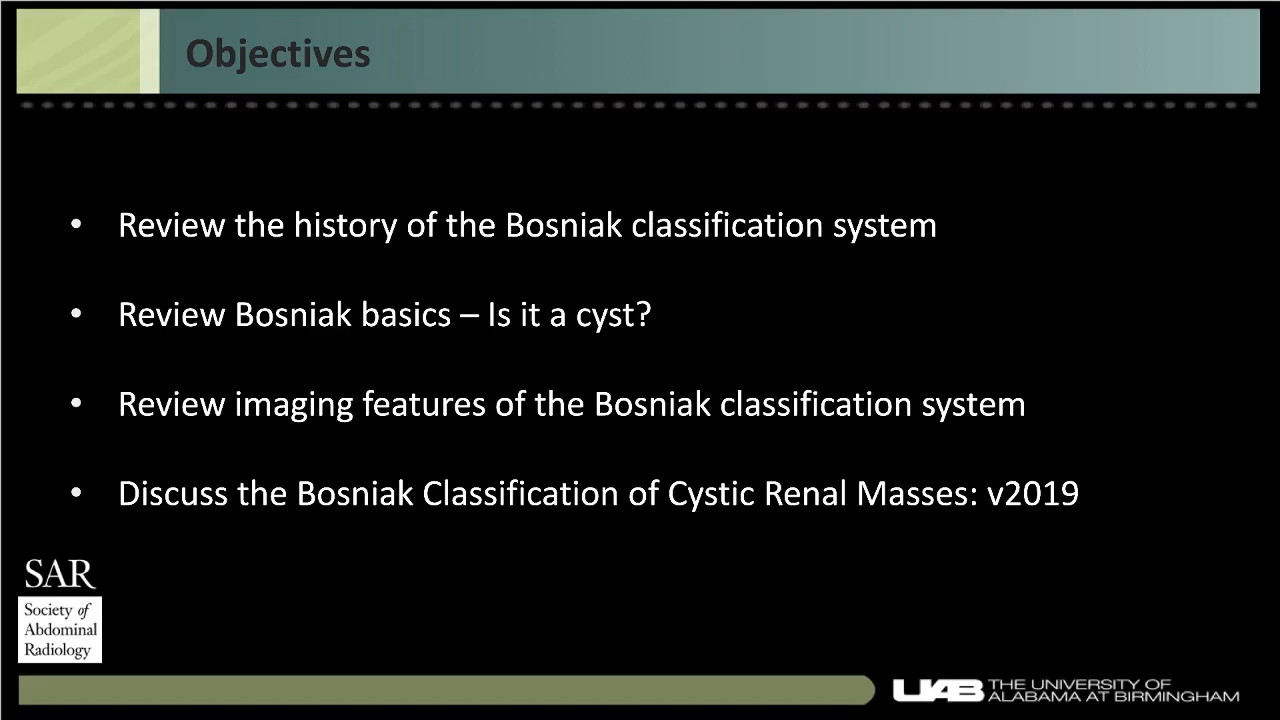 Objectives
• Review the history of the Bosniak classification system
• Review Bosniak basics – Is it a cyst?
• Review imaging features of the Bosniak classification system
• Discuss the Bosniak Classification of Cystic Renal Masses: v2019
SAR
Society of
Abdominal
Radiology
UAB THE UNIVERSITY OF
ALABAMA AT BIRMINGHAM